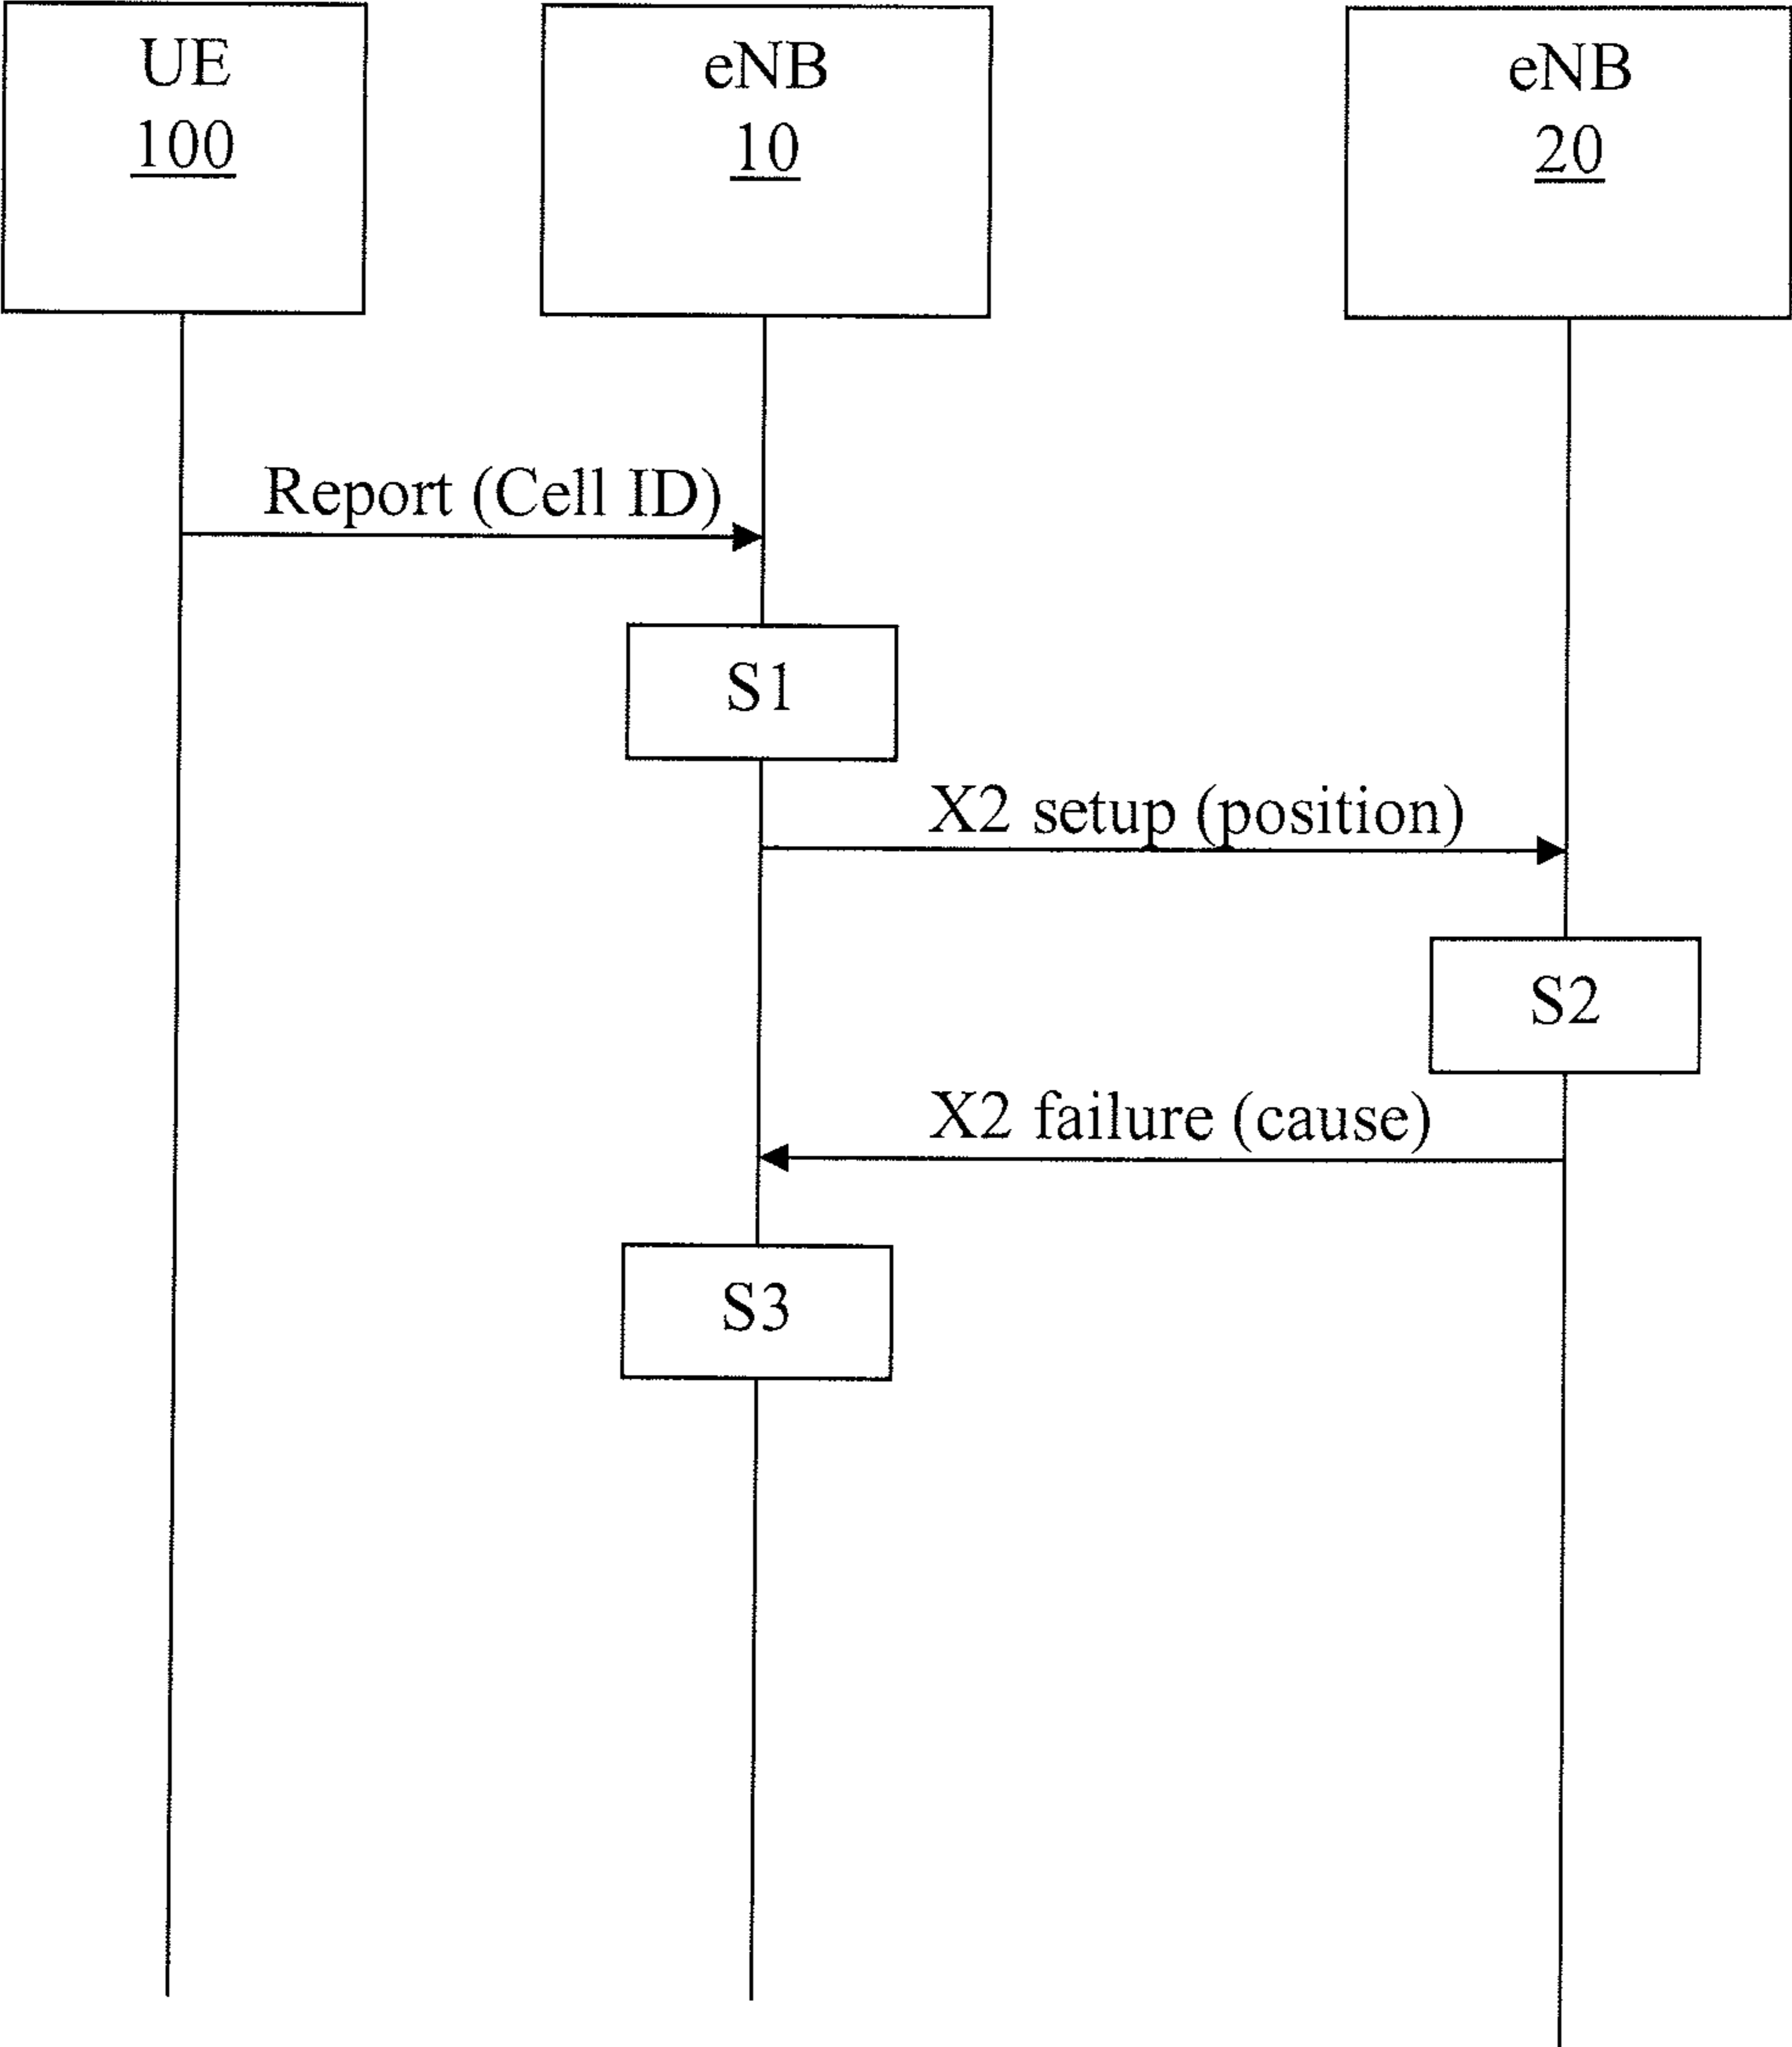 UE
100
eNB
10
eNB
20
Report (Cell ID)
S1
X2 setup (position)
S2
X2 failure (cause)
S3